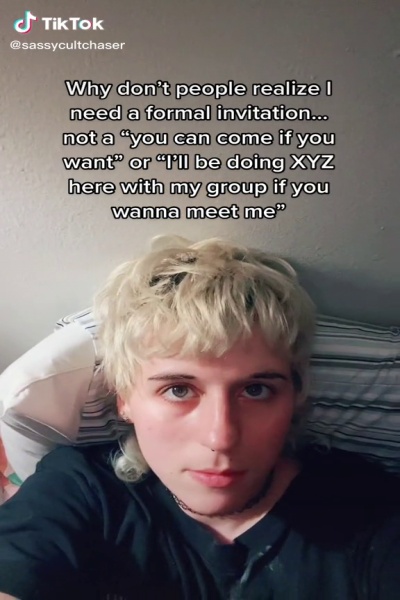 TikTok
@sassycultchaser
Why don't people realize I
need a formal invitation...
not a “you can come if you
want” or “I'll be doing XYZ
here with my group if you
wanna meet me”